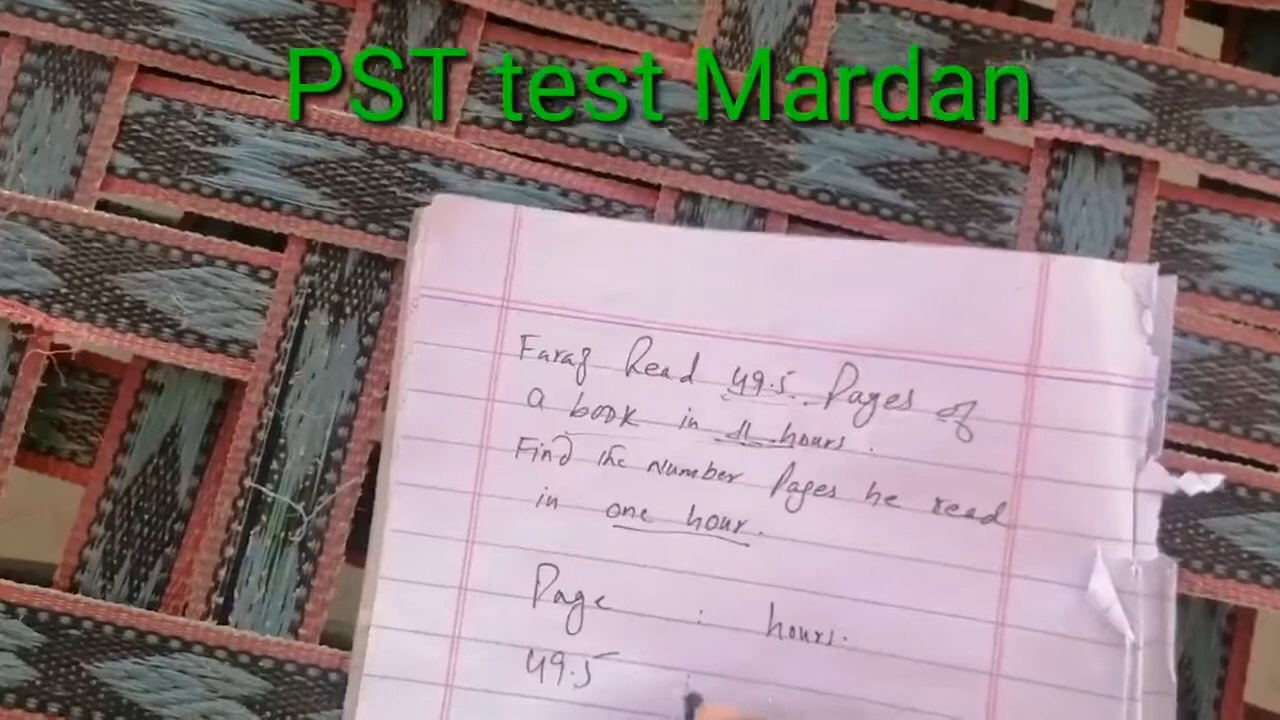 PST test Mardan
Faraz Read 49.5 Pages of
a book in 11 hours.
Find the Number Pages he read
in one hour.
Page : hours.
49.5